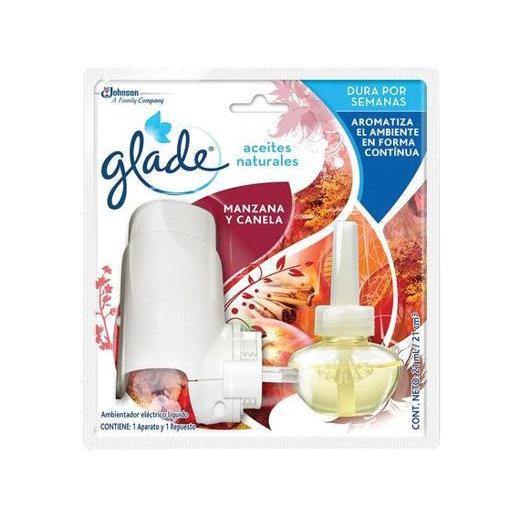 SC Johnson
A Family Company
glade
aceites
naturales
MANZANA
Y CANELA
DURA POR
SEMANAS
AROMATIZA
EL AMBIENTE
EN FORMA
CONTÍNUA
CONT. NETO: 21 mL / 21 cm³
Ambientador eléctrico líquido
CONTIENE: 1 Aparato y 1 Repuesto